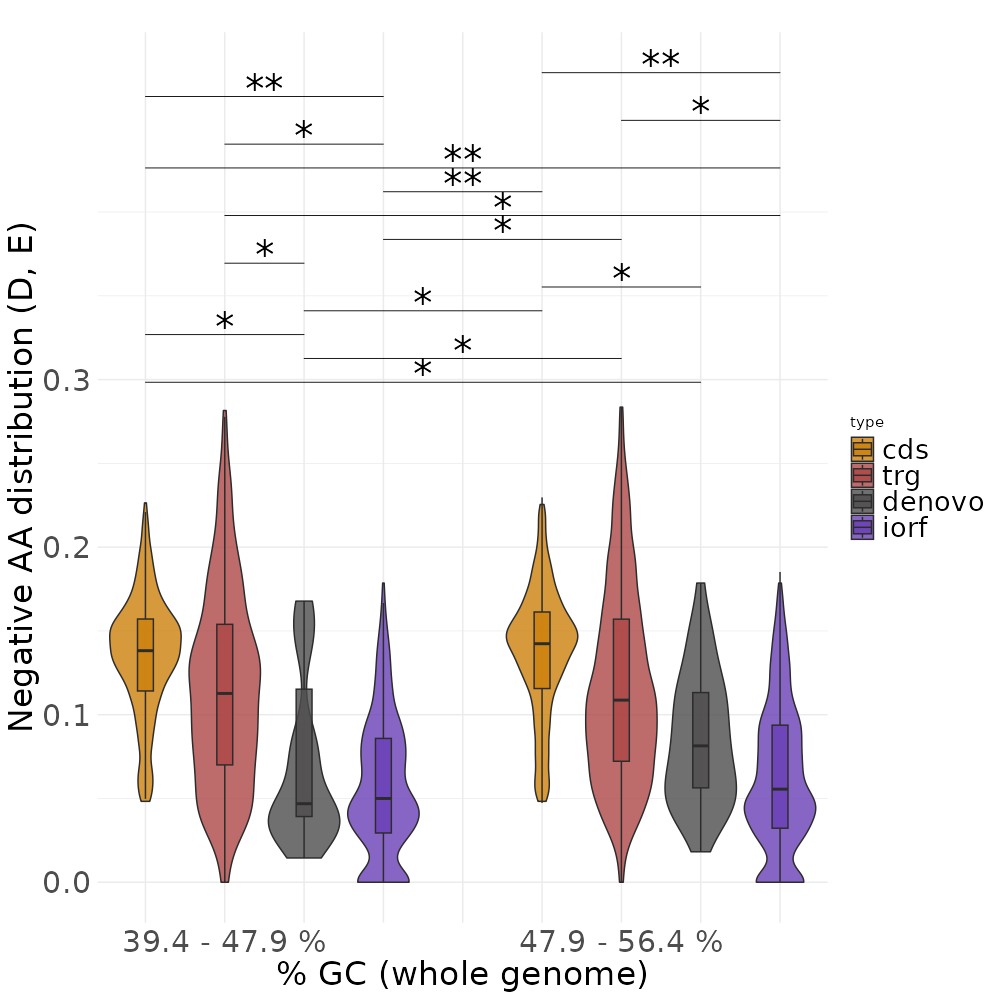 **
**
*
*
**
**
*
*
*
*
*
*
*
*
Negative AA distribution (D, E)
0.3
0.2
0.1
0.0
39.4 - 47.9 %
47.9 - 56.4 %
% GC (whole genome)
type
cds
trg
denovo
iorf